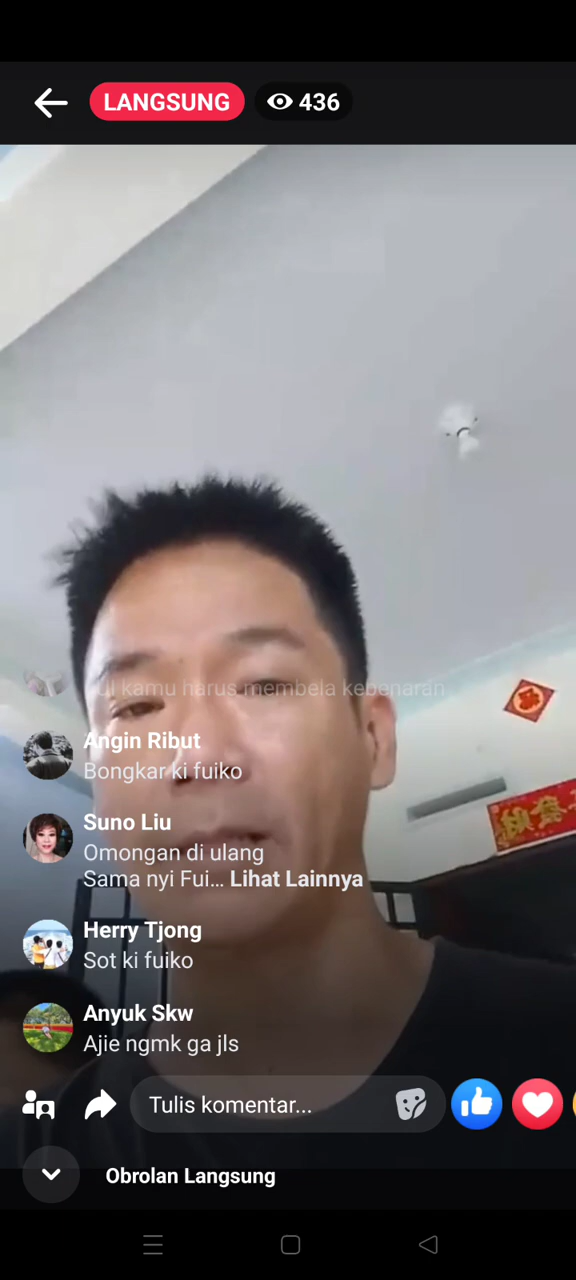 LANGSUNG
436
kamu harus membela kebenaran
Angin Ribut
Bongkar ki fuiko
Suno Liu
Omongan di ulang
Sama nyi Fui... Lihat Lainnya
Herry Tjong
Sot ki fuiko
Anyuk Skw
Ajie ngmk ga jls
Tulis komentar...
Obrolan Langsung